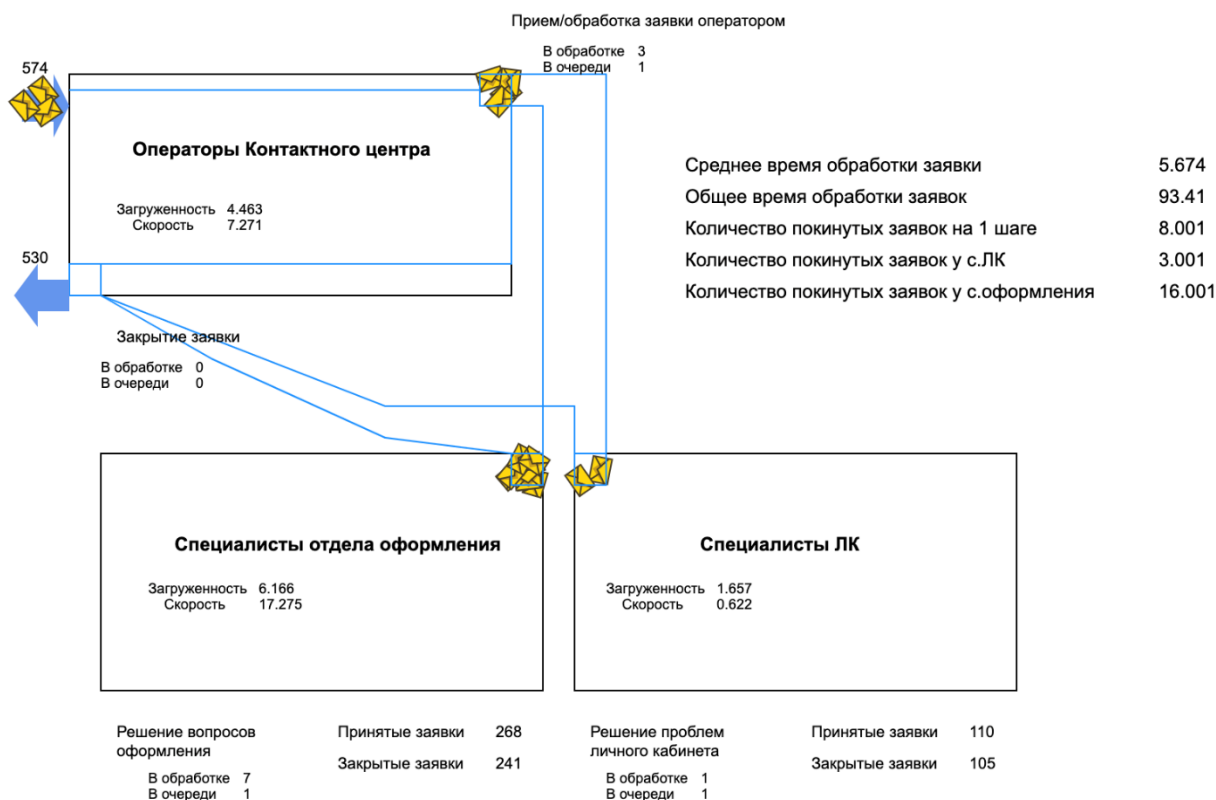 Прием/обработка заявки оператором
В обработке 3
В очереди 1
574
Операторы Контактного центра
Загруженность 4.463
Скорость 7.271
530
Среднее время обработки заявки 5.674
Общее время обработки заявок 93.41
Количество покинутых заявок на 1 шаге 8.001
Количество покинутых заявок у с.ЛК 3.001
Количество покинутых заявок у с.оформления 16.001
Закрытие заявки
В обработке 0
В очереди 0
Специалисты отдела оформления
Загруженность 6.166
Скорость 17.275
Специалисты ЛК
Загруженность 1.657
Скорость 0.622
Решение вопросов
оформления
В обработке 7
В очереди 1
Принятые заявки 268
Закрытые заявки 241
Решение проблем
личного кабинета
В обработке 1
В очереди 1
Принятые заявки 110
Закрытые заявки 105